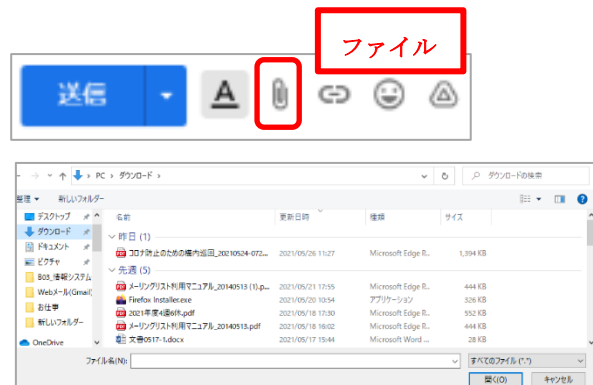 ファイル
送信
A
PC › ダウンロード ›
ダウンロードの検索
整理 新しいフォルダー
デスクトップ
ダウンロード
ドキュメント
ピクチャ
B03_情報システム
Webメール(Gmail)
お仕事
新しいフォルダー
OneDrive
名前 更新日時 種類 サイズ
昨日 (1)
コロナ防止のための構内巡回_20210524-072... 2021/05/26 11:27 Microsoft Edge P... 1,394 KB
先週 (5)
メーリングリスト利用マニュアル_20140513 (1).p... 2021/05/21 17:55 Microsoft Edge P... 444 KB
Firefox Installer.exe 2021/05/20 10:54 アプリケーション 326 KB
2021年度4週6休.pdf 2021/05/18 17:30 Microsoft Edge P... 552 KB
メーリングリスト利用マニュアル_20140513.pdf 2021/05/18 16:02 Microsoft Edge P... 444 KB
文書0517-1.docx 2021/05/17 15:44 Microsoft Word ... 28 KB
ファイル名(N): すべてのファイル (*.*)
開く(O) キャンセル